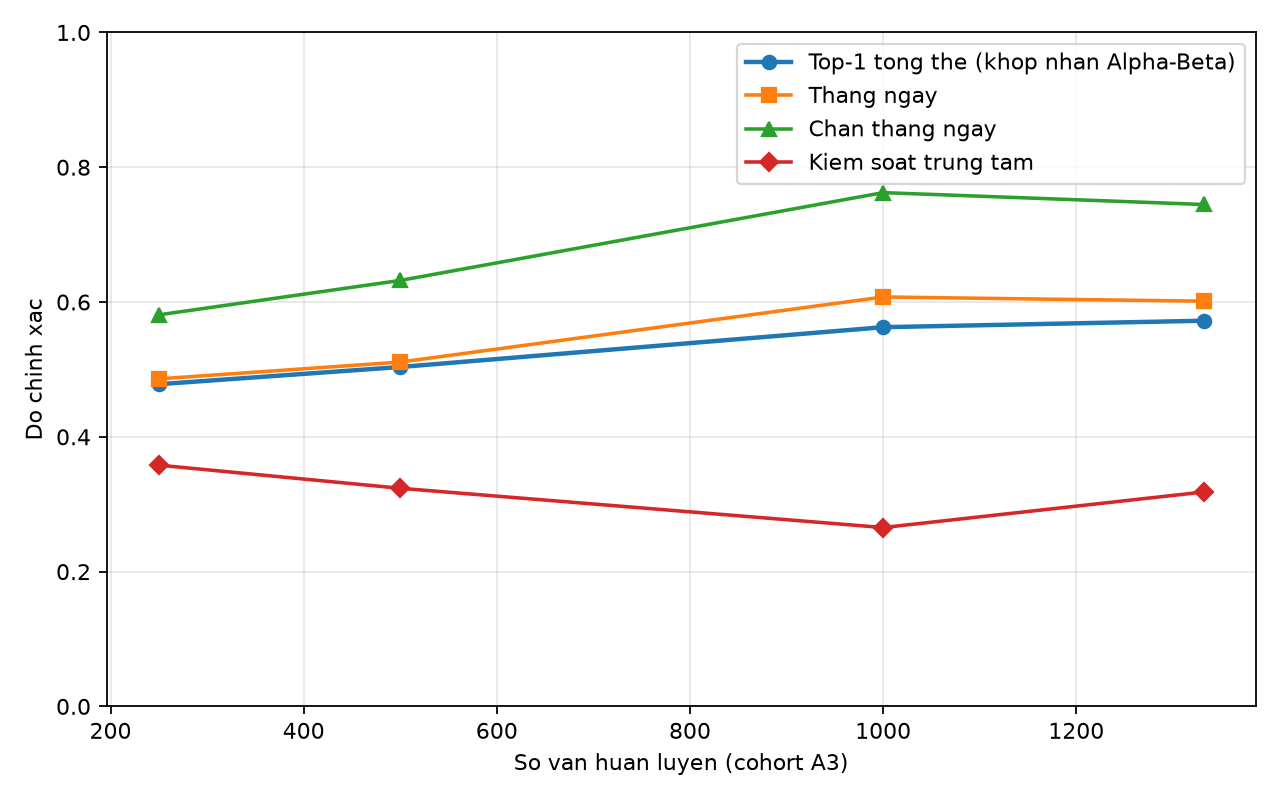 1.0
0.8
0.6
0.4
0.2
0.0
Do chinh xac
Top-1 tong the (khop nhan Alpha-Beta)
Thang ngay
Chan thang ngay
Kiem soat trung tam
200 400 600 800 1000 1200
So van huan luyen (cohort A3)